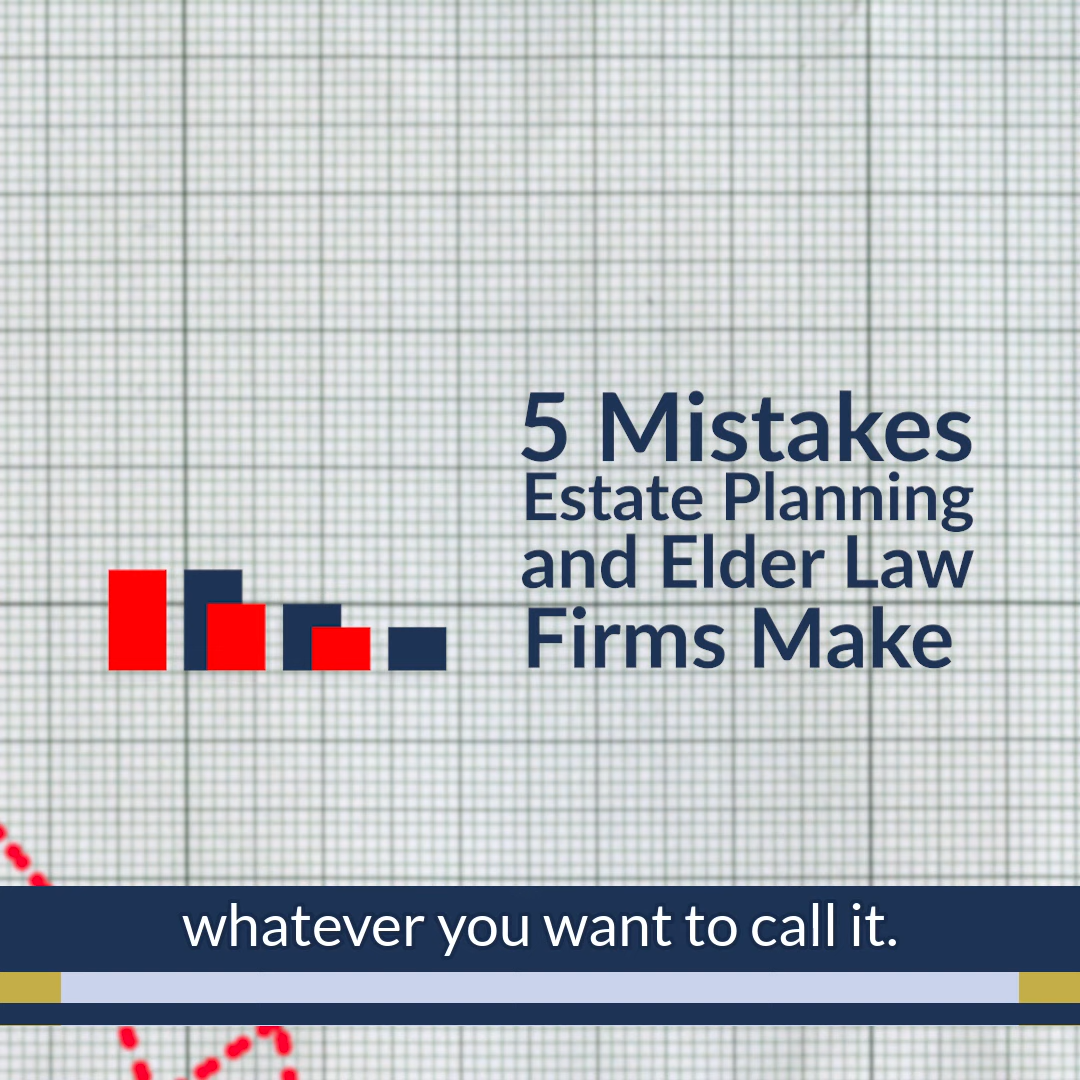 5 Mistakes
Estate Planning
and Elder Law
Firms Make
whatever you want to call it.